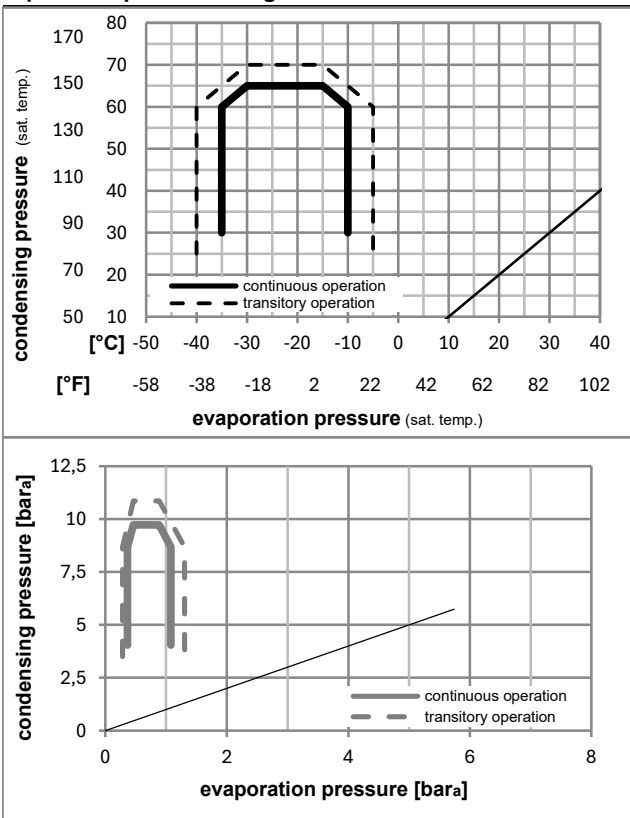 170 80
70
150 60
130 50
110 40
90 30
70 20
50 10
condensing pressure (sat. temp.)
continuous operation
transitory operation
[°C] -50 -40 -30 -20 -10 0 10 20 30 40
[°F] -58 -38 -18 2 22 42 62 82 102
evaporation pressure (sat. temp.)
12,5
10
7,5
5
2,5
0
condensing pressure [bara]
continuous operation
transitory operation
0 2 4 6 8
evaporation pressure [bara]